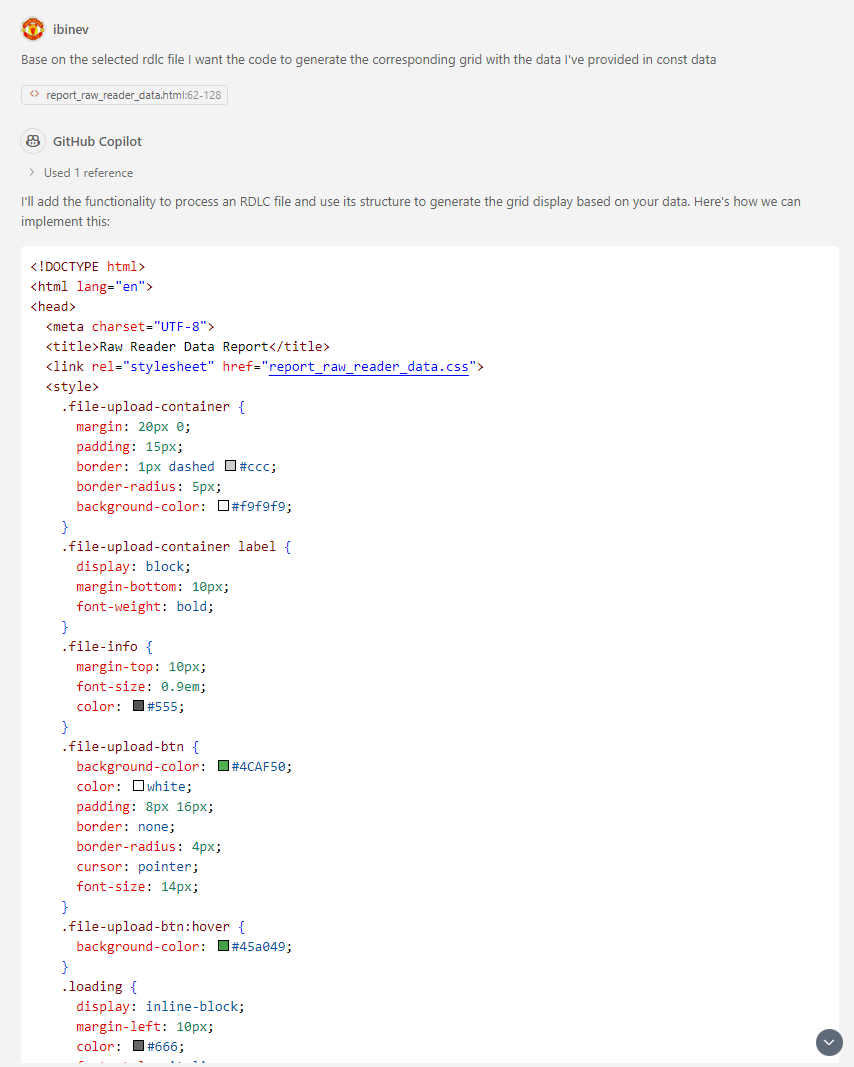 ibinev
Base on the selected rdlc file I want the code to generate the corresponding grid with the data I've provided in const data
<> report_raw_reader_data.html:62-128
GitHub Copilot
> Used 1 reference
I'll add the functionality to process an RDLC file and use its structure to generate the grid display based on your data. Here's how we can
implement this:
<!DOCTYPE html>
<html lang="en">
<head>
  <meta charset="UTF-8">
  <title>Raw Reader Data Report</title>
  <link rel="stylesheet" href="report_raw_reader_data.css">
  <style>
    .file-upload-container {
      margin: 20px 0;
      padding: 15px;
      border: 1px dashed #ccc;
      border-radius: 5px;
      background-color: #f9f9f9;
    }
    .file-upload-container label {
      display: block;
      margin-bottom: 10px;
      font-weight: bold;
    }
    .file-info {
      margin-top: 10px;
      font-size: 0.9em;
      color: #555;
    }
    .file-upload-btn {
      background-color: #4CAF50;
      color: white;
      padding: 8px 16px;
      border: none;
      border-radius: 4px;
      cursor: pointer;
      font-size: 14px;
    }
    .file-upload-btn:hover {
      background-color: #45a049;
    }
    .loading {
      display: inline-block;
      margin-left: 10px;
      color: #666;